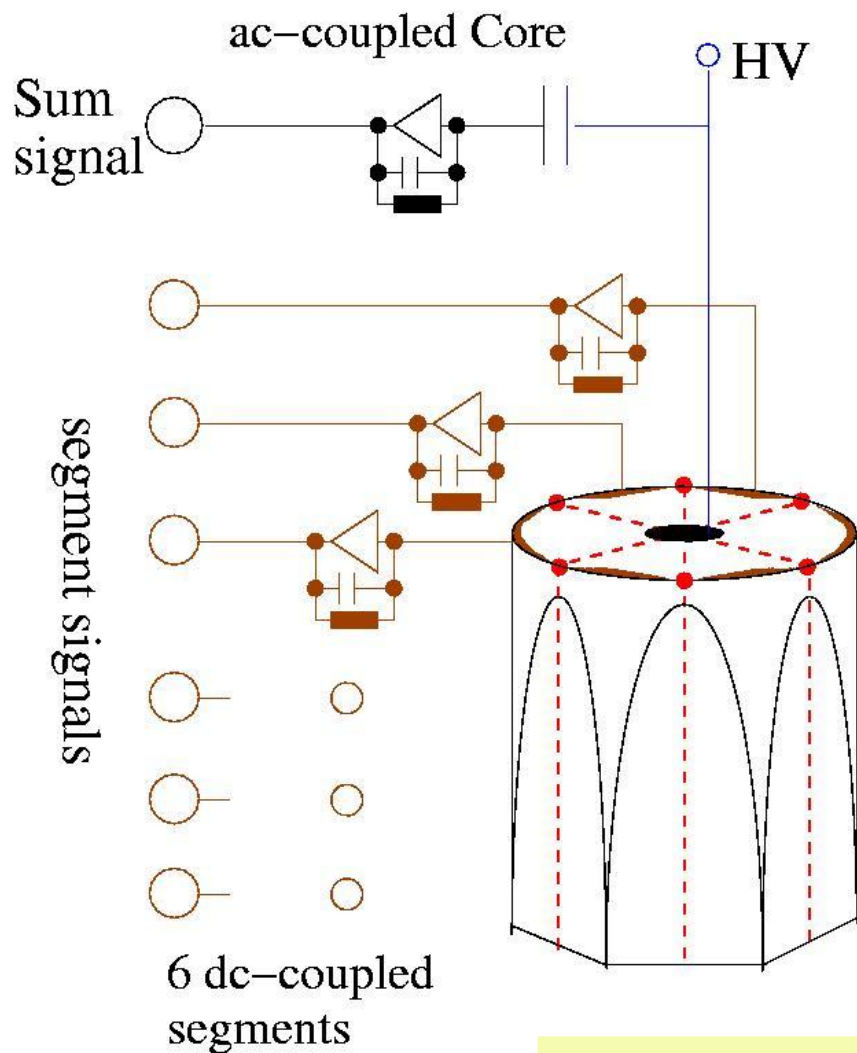 ac-coupled Core
HV
Sum
signal
segment signals
6 dc-coupled
segments